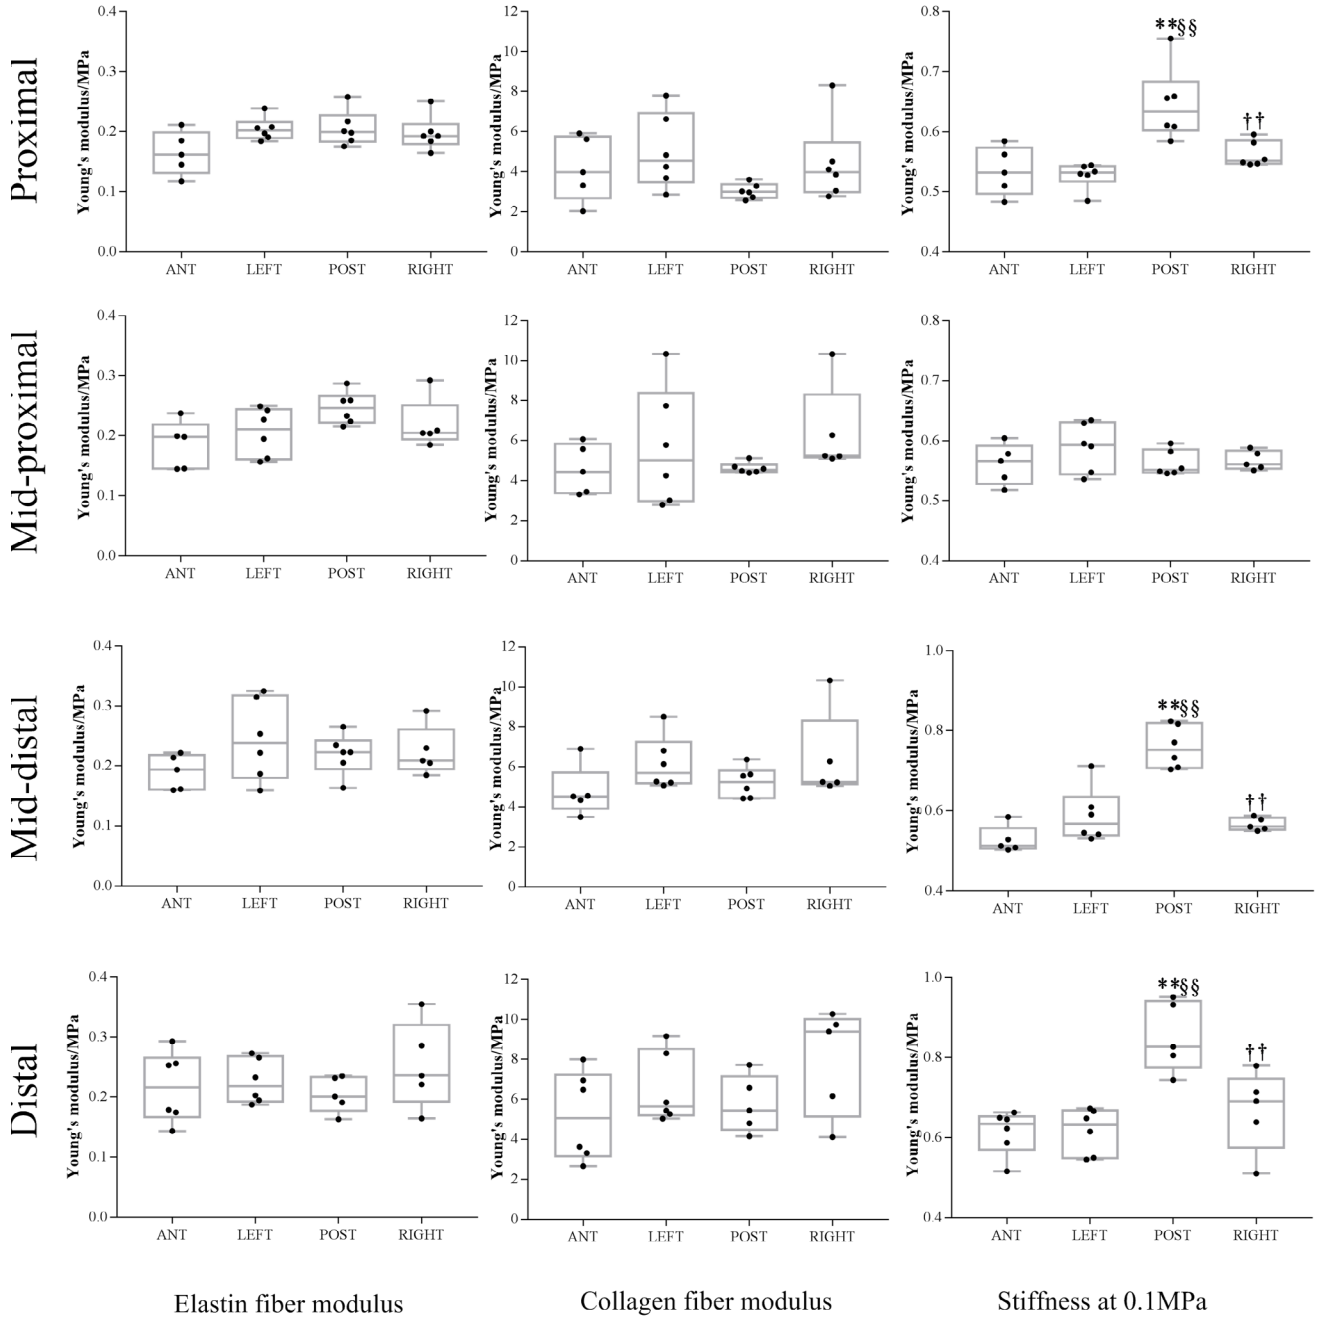 Proximal
Young's modulus/MPa
0.4
0.3
0.2
0.1
0.0
ANT LEFT POST RIGHT
Young's modulus/MPa
12
10
8
6
4
2
0
ANT LEFT POST RIGHT
Young's modulus/MPa
0.8
0.7
0.6
0.5
0.4
**§§
††
ANT LEFT POST RIGHT
Mid-proximal
Young's modulus/MPa
0.4
0.3
0.2
0.1
0.0
ANT LEFT POST RIGHT
Young's modulus/MPa
12
10
8
6
4
2
0
ANT LEFT POST RIGHT
Young's modulus/MPa
0.8
0.7
0.6
0.5
0.4
ANT LEFT POST RIGHT
Mid-distal
Young's modulus/MPa
0.4
0.3
0.2
0.1
0.0
ANT LEFT POST RIGHT
Young's modulus/MPa
12
10
8
6
4
2
0
ANT LEFT POST RIGHT
Young's modulus/MPa
1.0
0.8
0.6
0.4
**§§
††
ANT LEFT POST RIGHT
Distal
Young's modulus/MPa
0.4
0.3
0.2
0.1
0.0
ANT LEFT POST RIGHT
Young's modulus/MPa
12
10
8
6
4
2
0
ANT LEFT POST RIGHT
Young's modulus/MPa
1.0
0.8
0.6
0.4
**§§
††
ANT LEFT POST RIGHT
Elastin fiber modulus
Collagen fiber modulus
Stiffness at 0.1MPa